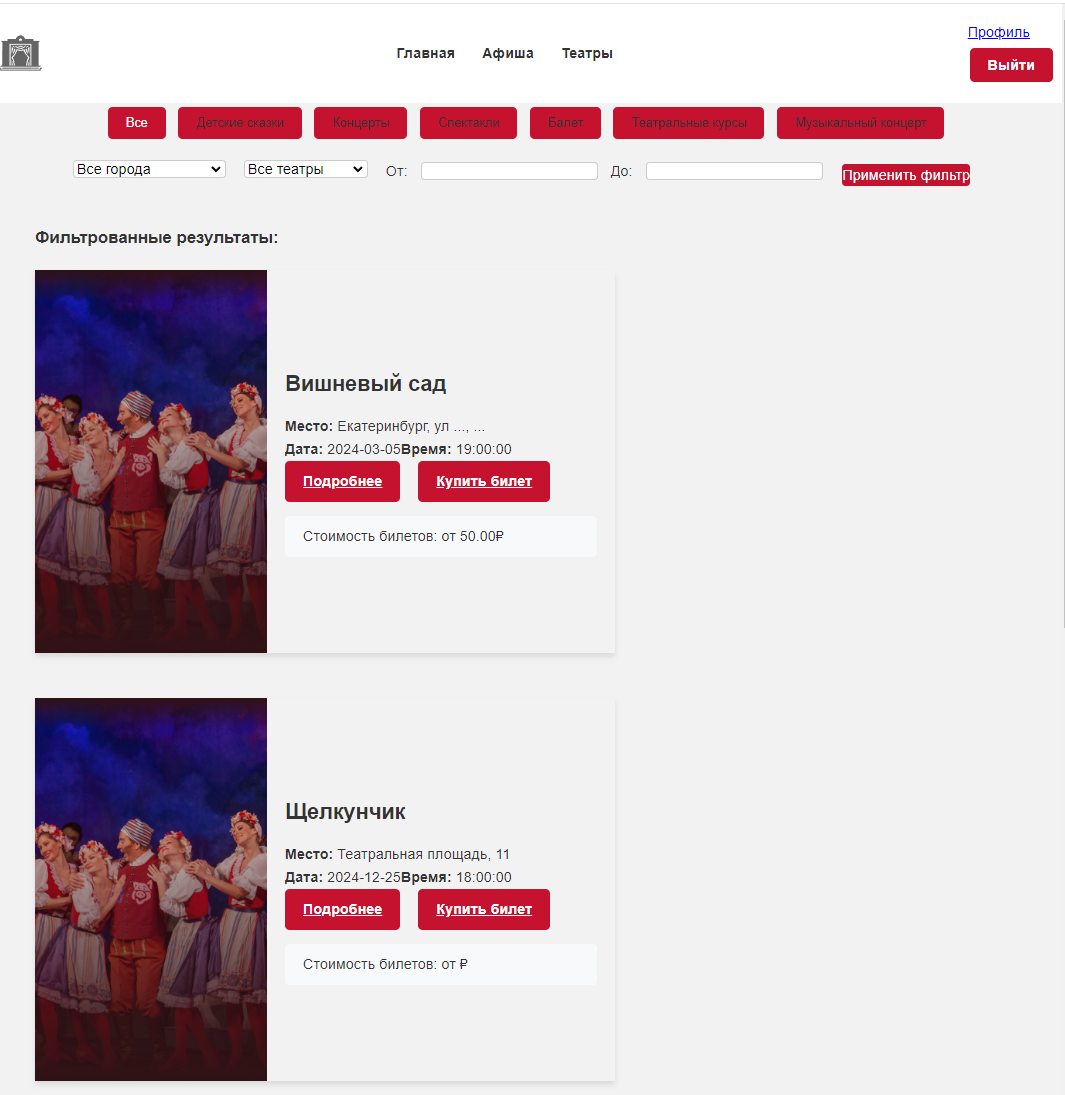 Профиль
Главная Афиша Театры
Выйти
Все Детские сказки Концерты Спектакли Балет Театральные курсы Музыкальный концерт
Все города Все театры От: До: Применить фильтр
Фильтрованные результаты:
Вишневый сад
Место: Екатеринбург, ул ..., ...
Дата: 2024-03-05Время: 19:00:00
Подробнее Купить билет
Стоимость билетов: от 50.00₽
Щелкунчик
Место: Театральная площадь, 11
Дата: 2024-12-25Время: 18:00:00
Подробнее Купить билет
Стоимость билетов: от ₽